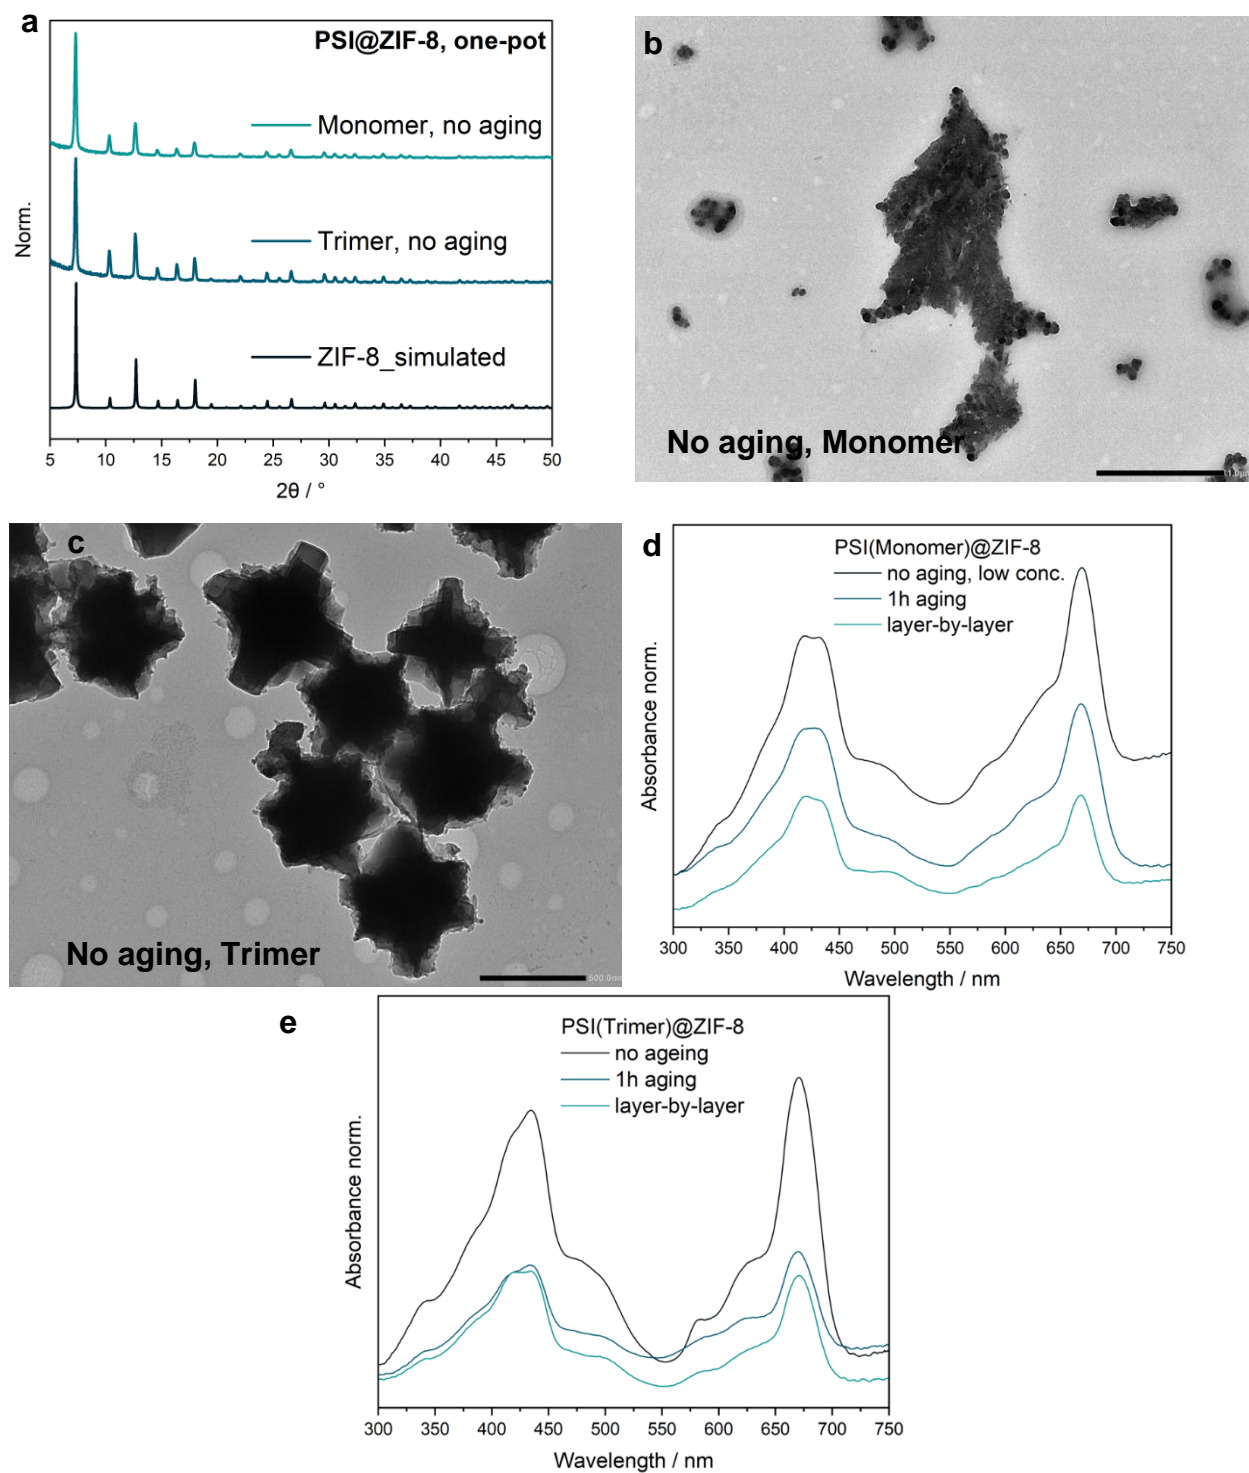 a
PSI@ZIF-8, one-pot
Monomer, no aging
Trimer, no aging
ZIF-8_simulated
Norm.
5 10 15 20 25 30 35 40 45 50
2θ / °
b
No aging, Monomer
1.0μm
c
No aging, Trimer
500.0nm
d
PSI(Monomer)@ZIF-8
no aging, low conc.
1h aging
layer-by-layer
Absorbance norm.
300 350 400 450 500 550 600 650 700 750
Wavelength / nm
e
PSI(Trimer)@ZIF-8
no ageing
1h aging
layer-by-layer
Absorbance norm.
300 350 400 450 500 550 600 650 700 750
Wavelength / nm